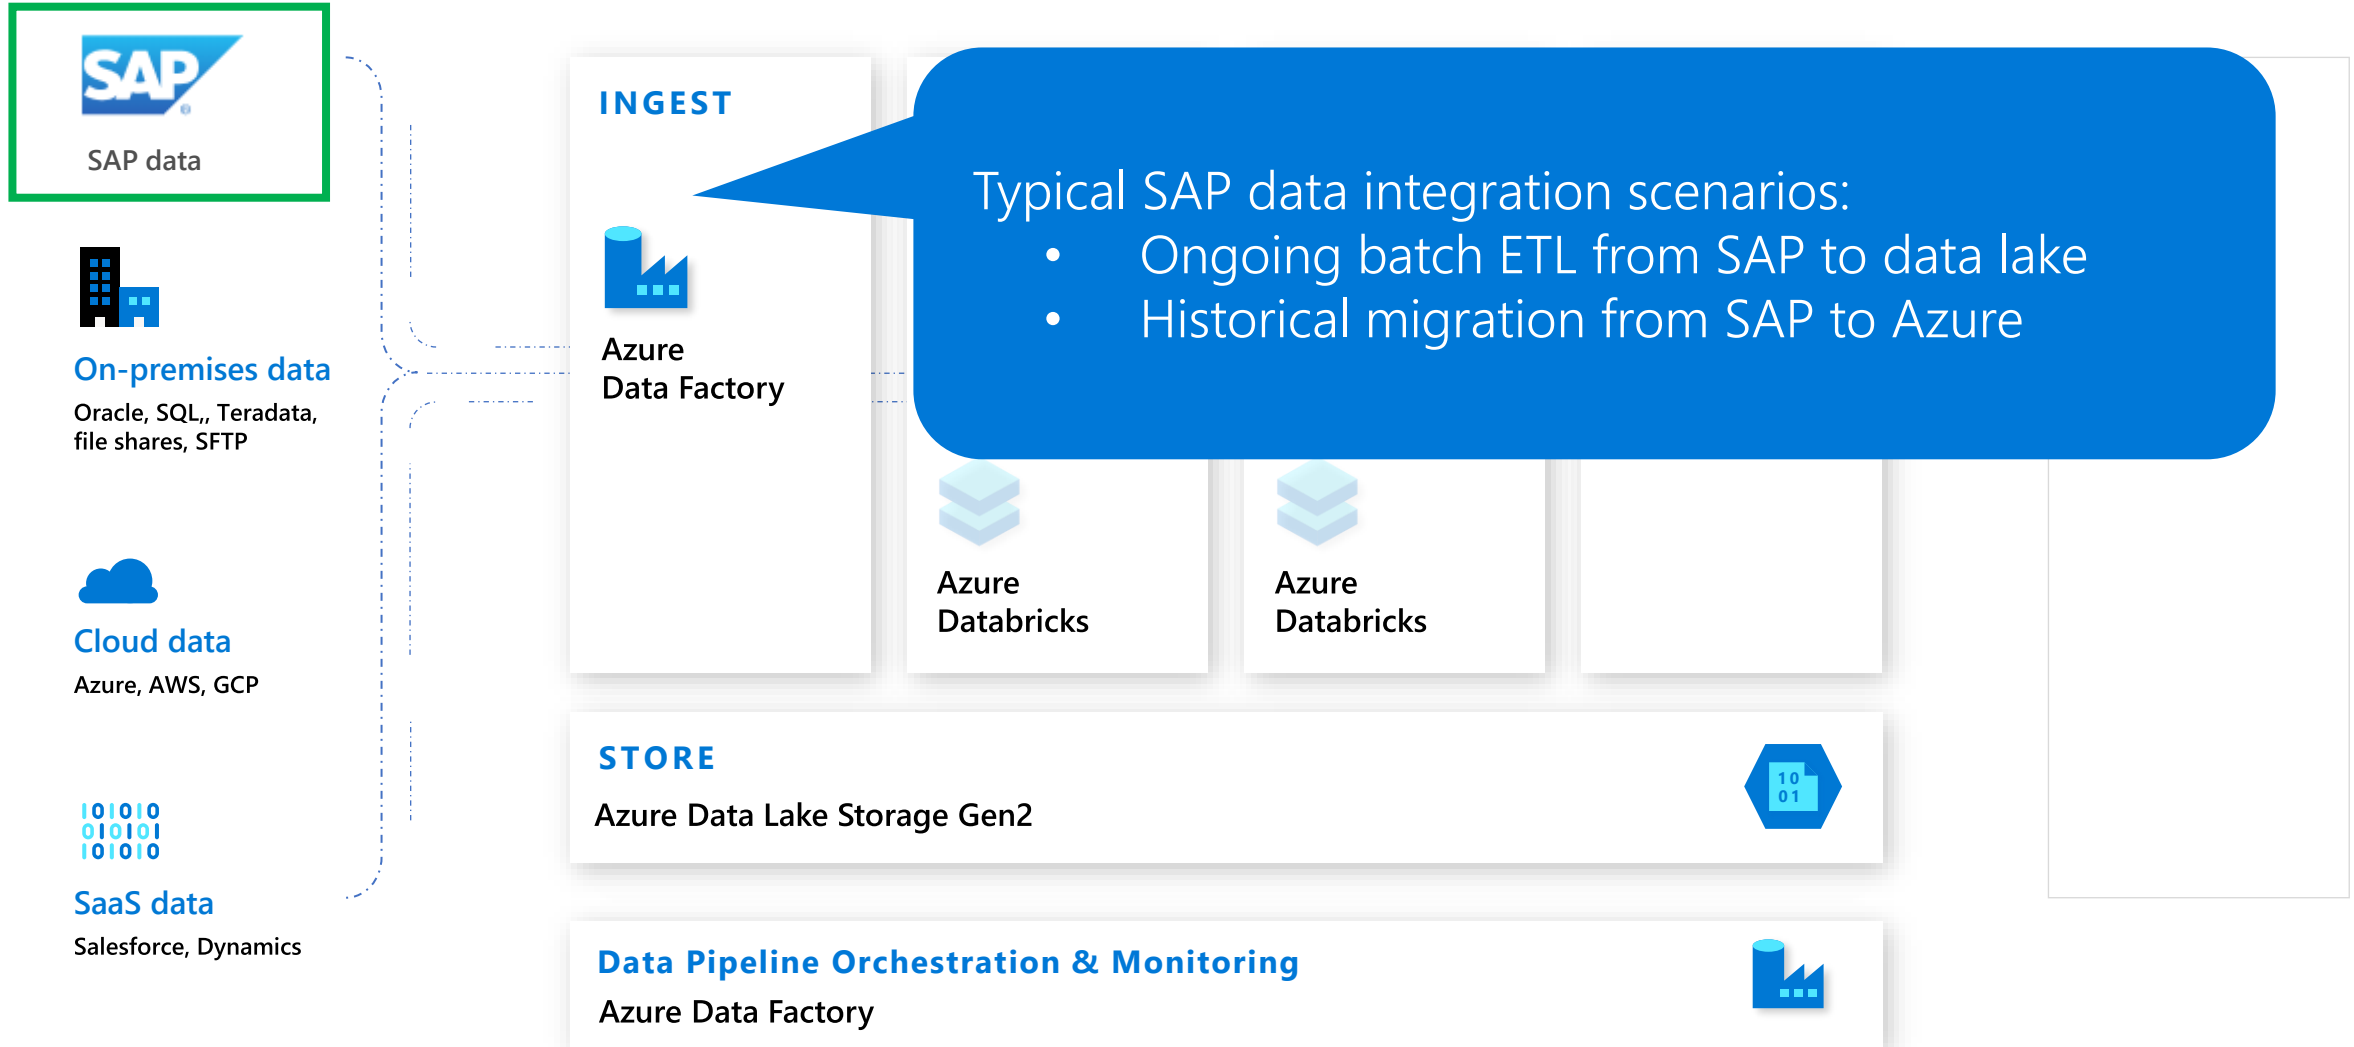 SAP
®
SAP data
On-premises data
Oracle, SQL,, Teradata,
file shares, SFTP
Cloud data
Azure, AWS, GCP
101010
010101
101010
SaaS data
Salesforce, Dynamics
INGEST
Azure
Data Factory
Typical SAP data integration scenarios:
• Ongoing batch ETL from SAP to data lake
• Historical migration from SAP to Azure
Azure
Databricks
Azure
Databricks
STORE
Azure Data Lake Storage Gen2
10
01
Data Pipeline Orchestration & Monitoring
Azure Data Factory